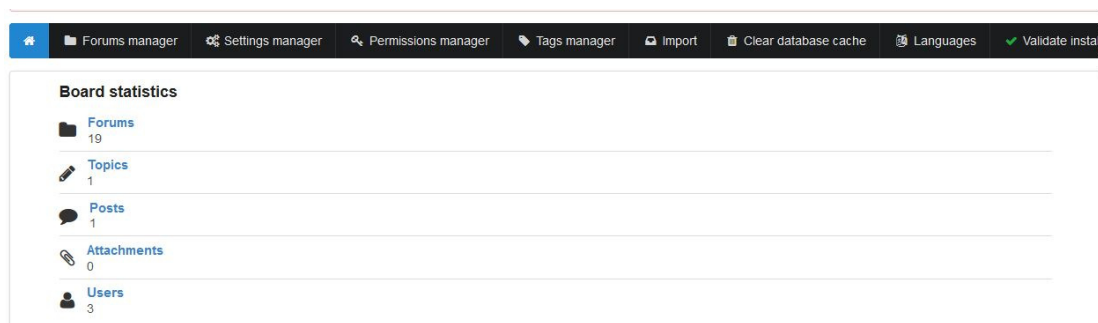 Forums manager Settings manager Permissions manager Tags manager Import Clear database cache Languages Validate
Board statistics
Forums
19
Topics
1
Posts
1
Attachments
0
Users
3